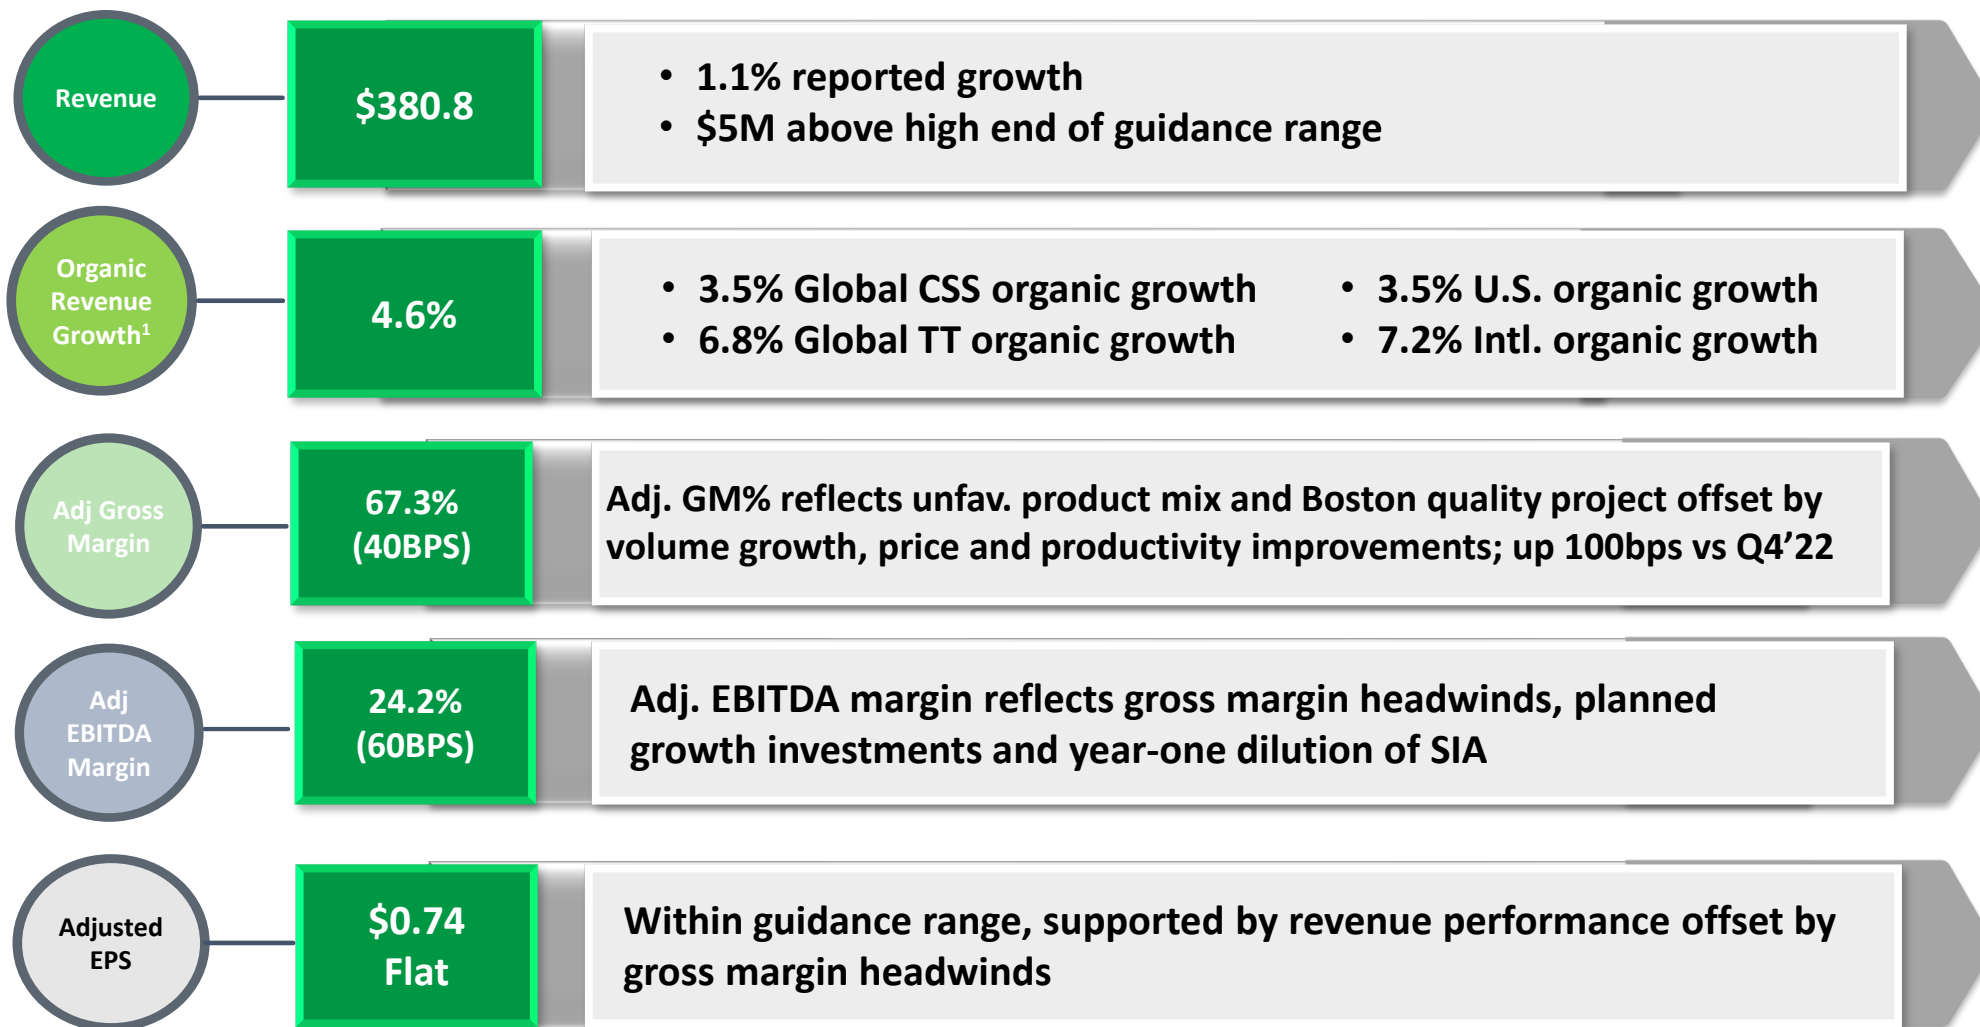 Revenue
$380.8
• 1.1% reported growth
• $5M above high end of guidance range
Organic
Revenue
Growth¹
4.6%
• 3.5% Global CSS organic growth
• 6.8% Global TT organic growth
• 3.5% U.S. organic growth
• 7.2% Intl. organic growth
Adj Gross
Margin
67.3%
(40BPS)
Adj. GM% reflects unfav. product mix and Boston quality project offset by
volume growth, price and productivity improvements; up 100bps vs Q4’22
Adj
EBITDA
Margin
24.2%
(60BPS)
Adj. EBITDA margin reflects gross margin headwinds, planned
growth investments and year-one dilution of SIA
Adjusted
EPS
$0.74
Flat
Within guidance range, supported by revenue performance offset by
gross margin headwinds